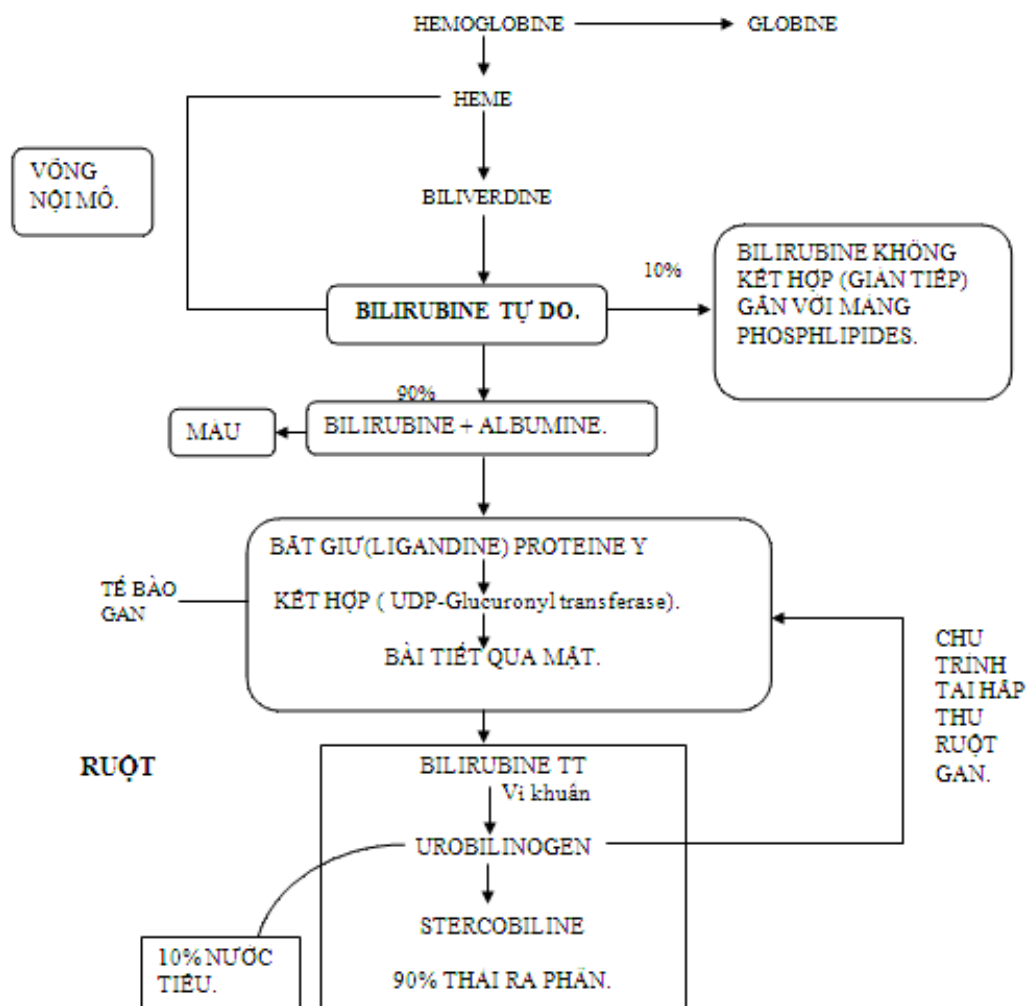 HEMOGLOBINE
GLOBINE
HEME
VÕNG
NỘI MÔ.
BILIVERDINE
10%
BILIRUBINE KHÔNG
KẾT HỢP (GIÁN TIẾP)
GẮN VỚI MÀNG
PHOSPHLIPIDES.
BILIRUBINE TỰ DO.
90%
MÁU
BILIRUBINE + ALBUMINE.
BẮT GIƯ(LIGANDINE) PROTEINE Y
TẾ BÀO
GAN
KẾT HỢP ( UDP-Glucuronyl transferase).
BÀI TIẾT QUA MẬT.
CHU
TRÌNH
TAI HẤP
THU
RUỘT
GAN.
RUỘT
BILIRUBINE TT
Vi khuẩn
UROBILINOGEN
STERCOBILINE
10% NƯỚC
TIỂU.
90% THẢI RA PHÂN.